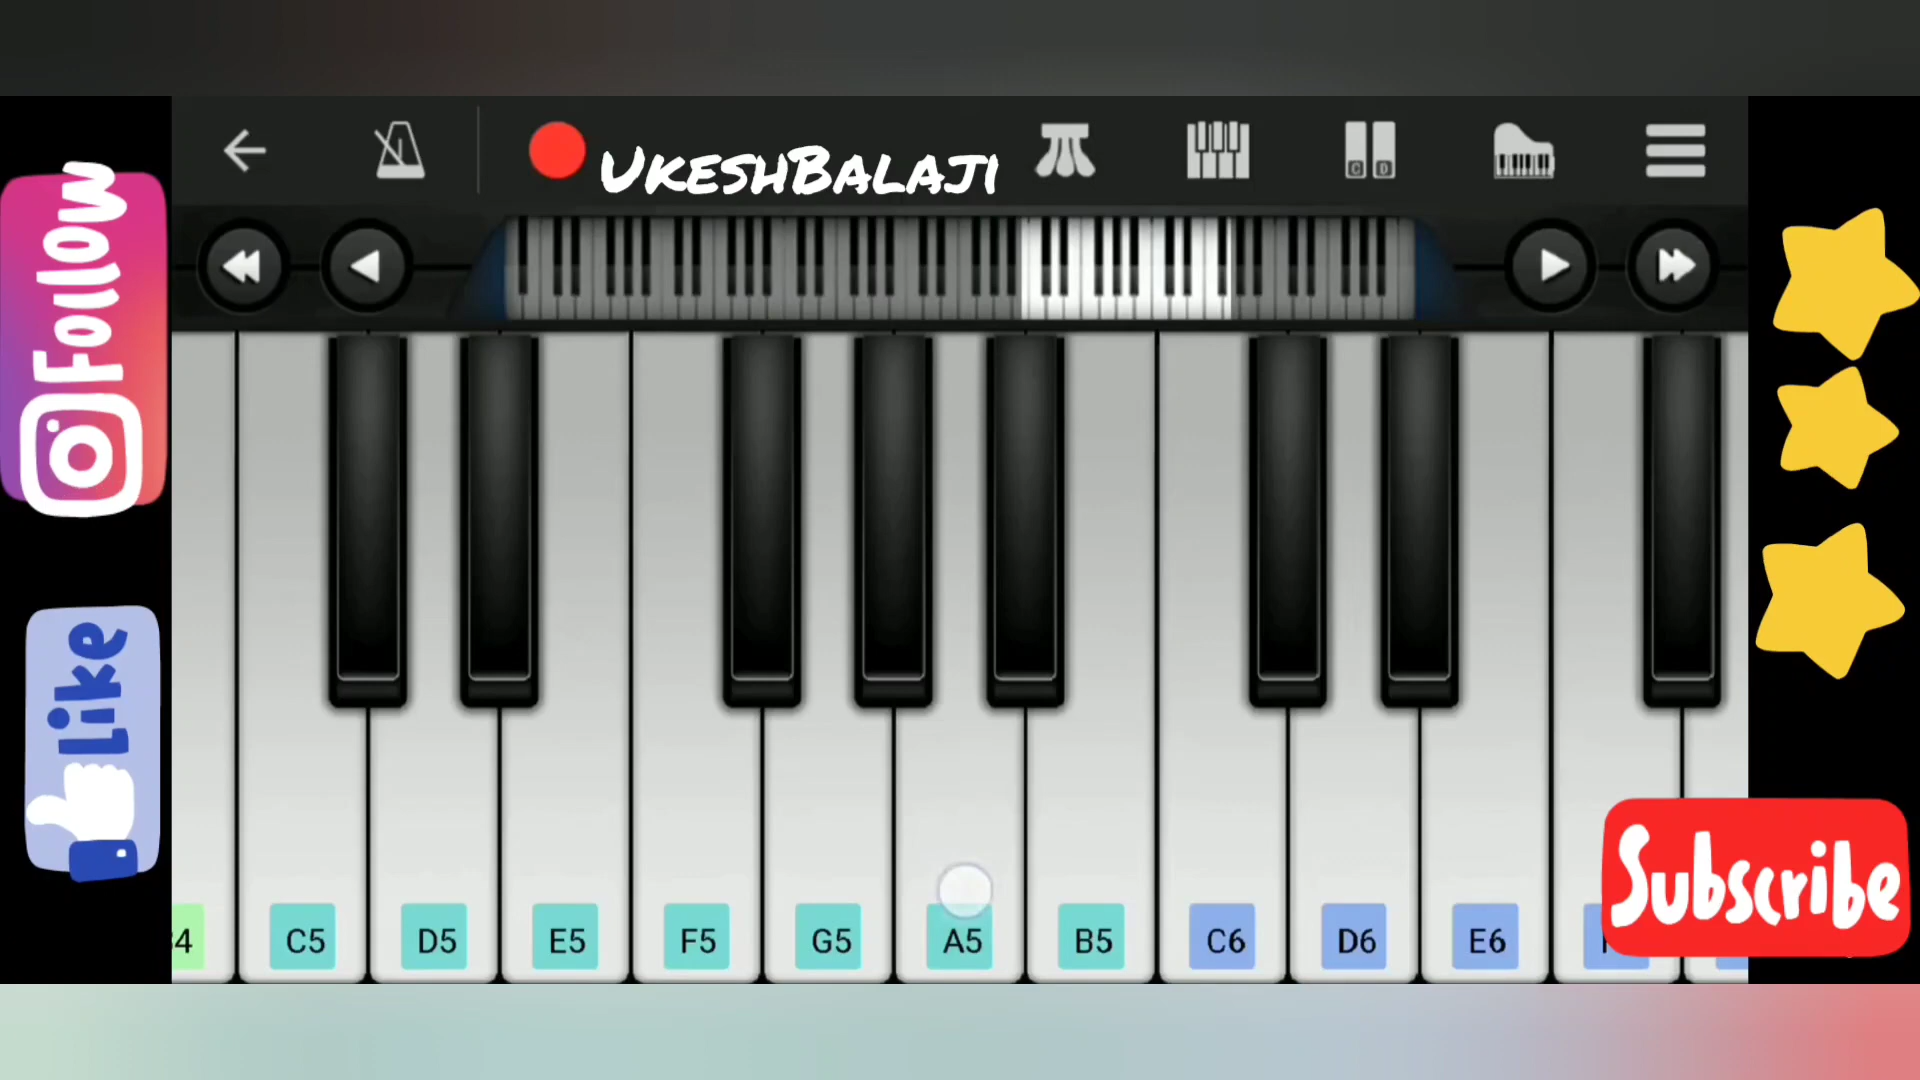 UkeshBalaji
Follow
Like
C D
C5 D5 E5 F5 G5 A5 B5 C6 D6 E6
Subscribe